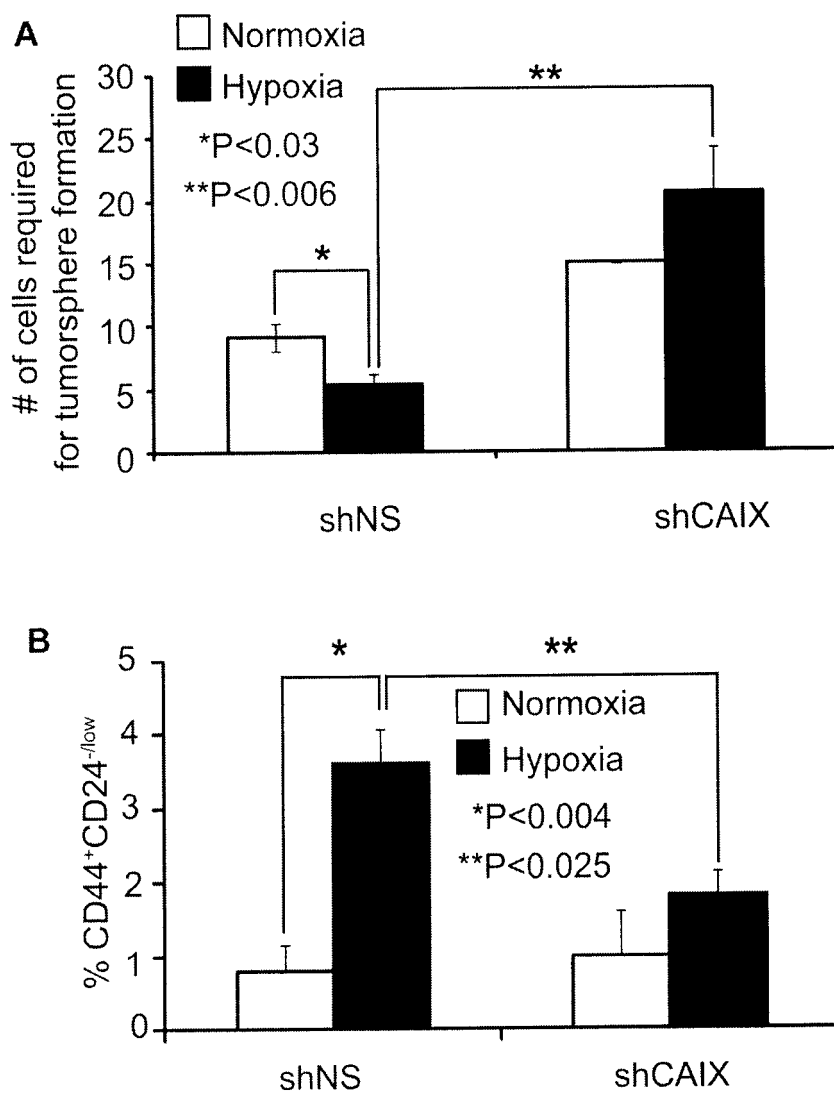 A
Normoxia
Hypoxia
*P<0.03
**P<0.006
**
*
# of cells required
for tumorsphere formation
30
25
20
15
10
5
0
shNS
shCAIX
B
*
**
Normoxia
Hypoxia
*P<0.004
**P<0.025
% CD44⁺CD24⁻/ˡᵒʷ
5
4
3
2
1
0
shNS
shCAIX